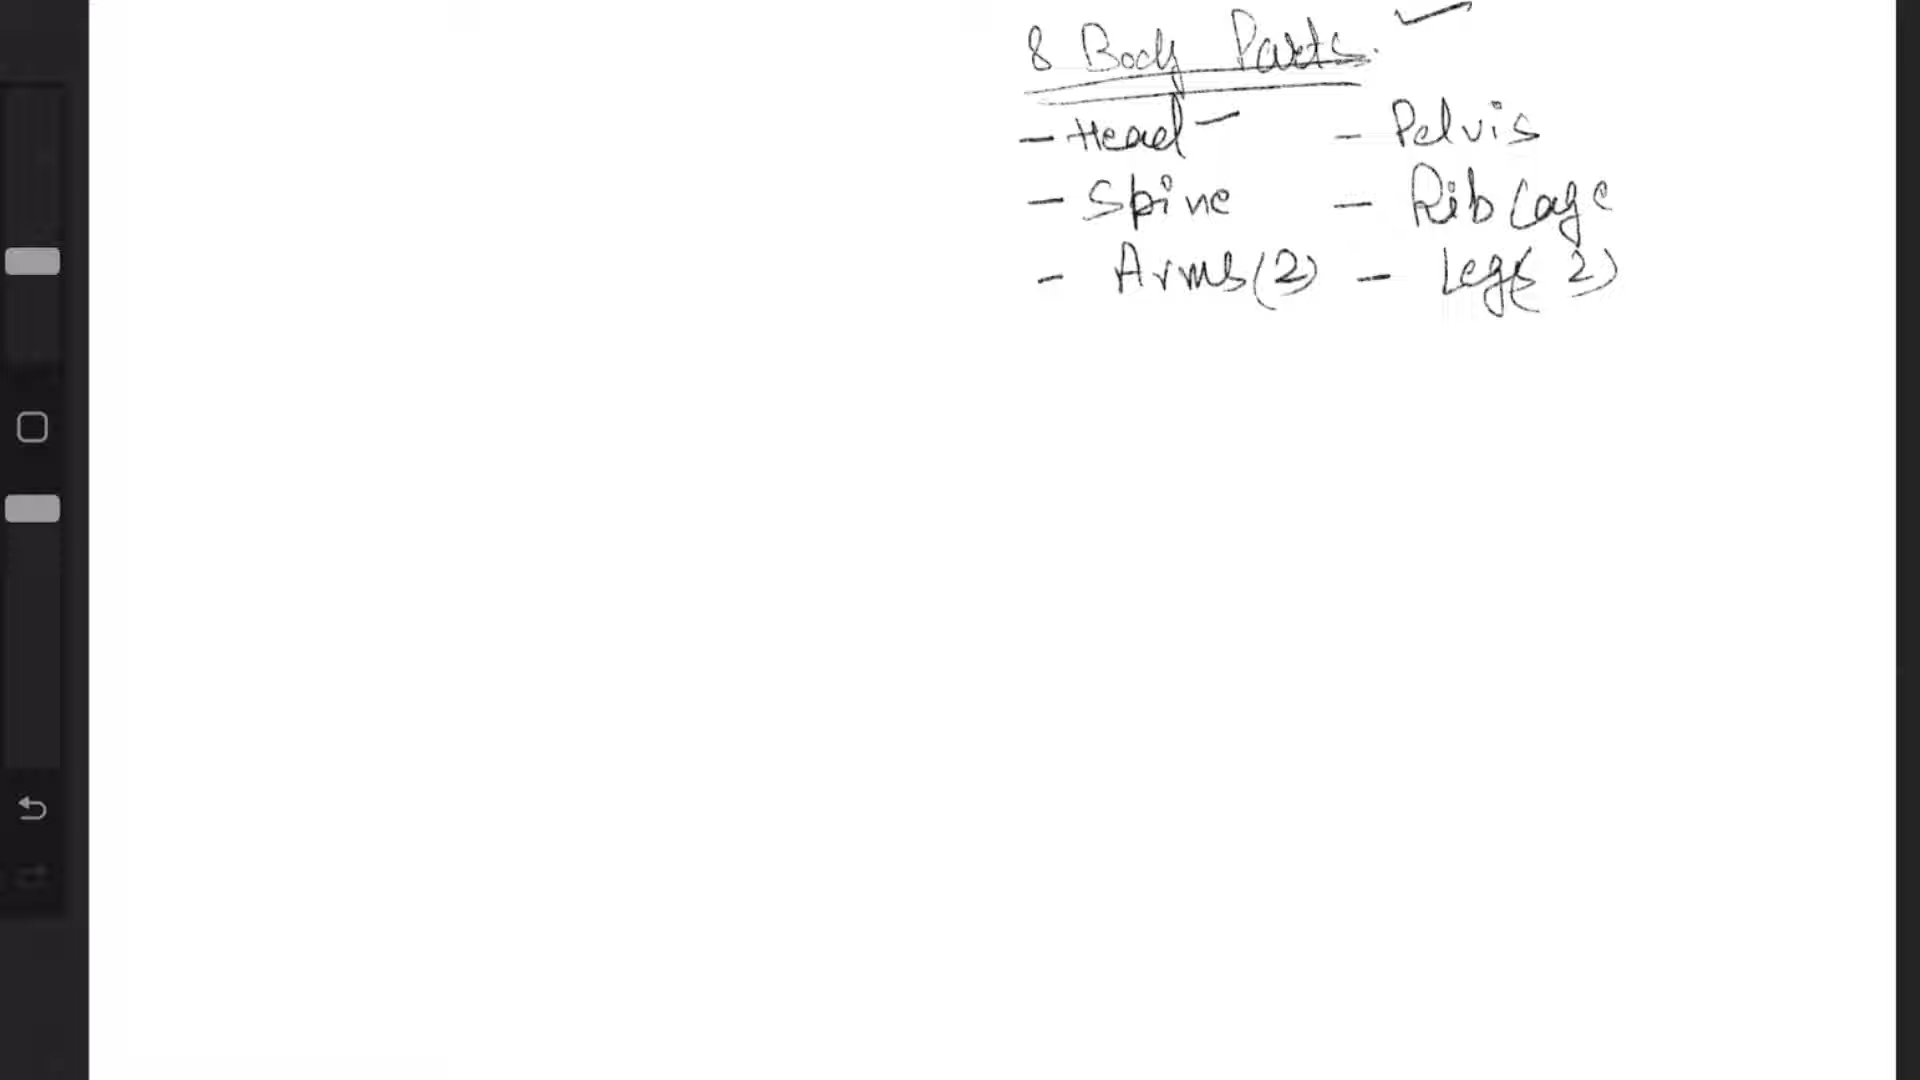 8 Body Parts.
- Head - - Pelvis
- Spine - Rib Cage
- Arms (2) - Legs (2)